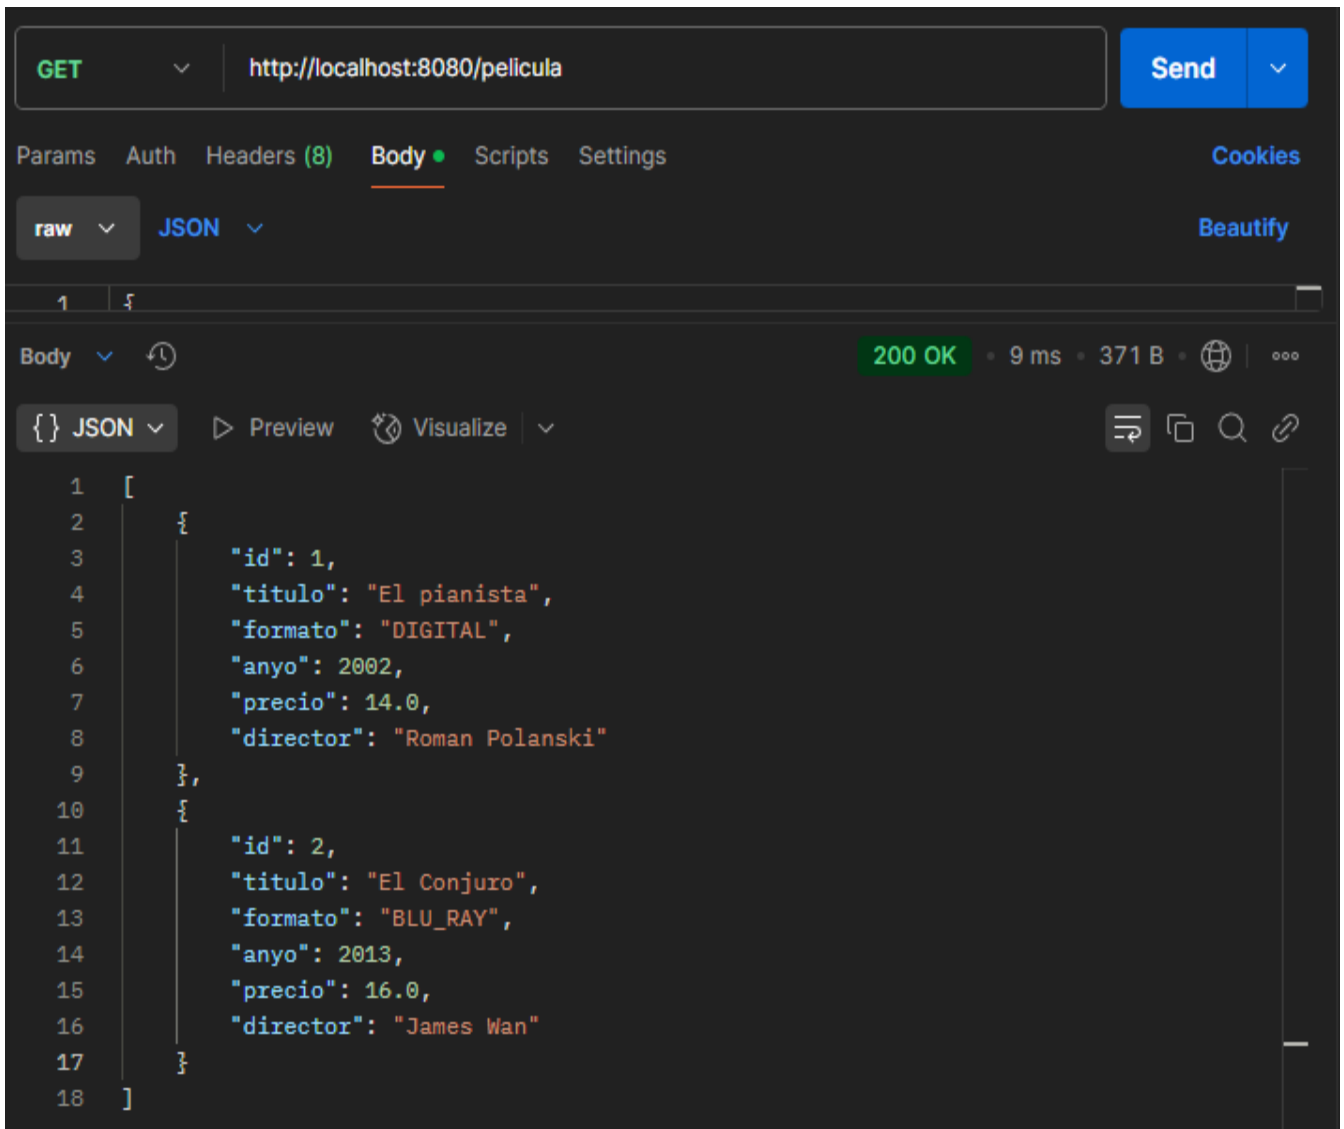 GET http://localhost:8080/pelicula Send
Params Auth Headers (8) Body Scripts Settings Cookies
raw JSON Beautify
1 {
Body 200 OK 9 ms 371 B
{} JSON Preview Visualize
1 [
2 {
3 "id": 1,
4 "titulo": "El pianista",
5 "formato": "DIGITAL",
6 "anyo": 2002,
7 "precio": 14.0,
8 "director": "Roman Polanski"
9 },
10 {
11 "id": 2,
12 "titulo": "El Conjuro",
13 "formato": "BLU_RAY",
14 "anyo": 2013,
15 "precio": 16.0,
16 "director": "James Wan"
17 }
18 ]